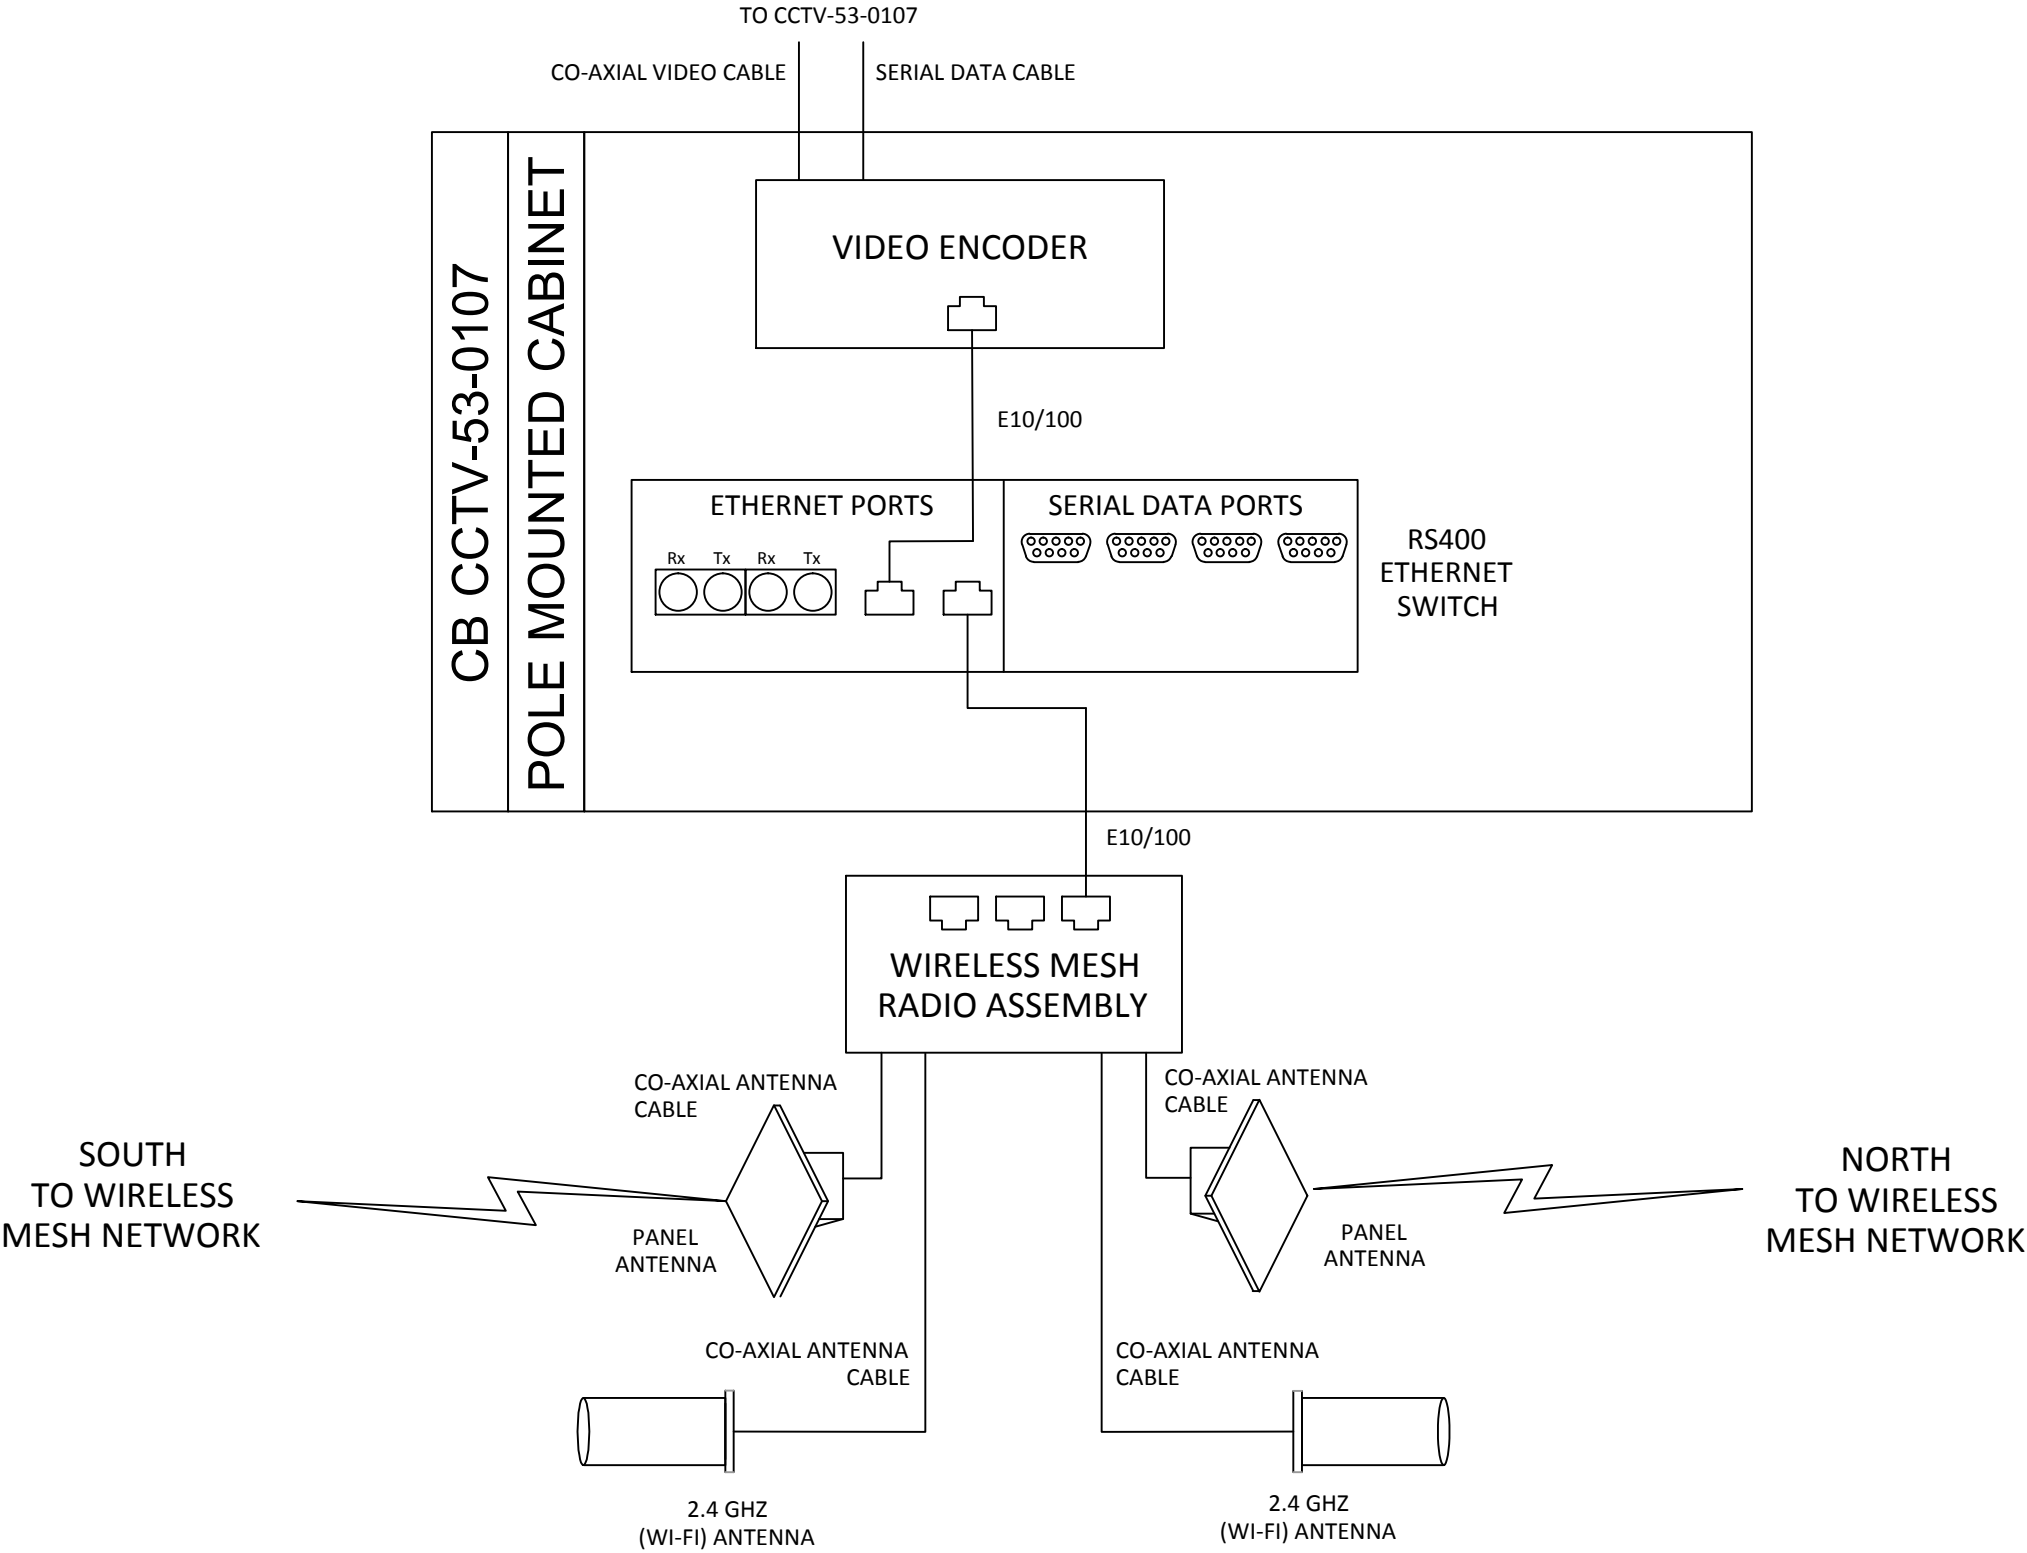 TO CCTV-53-0107
CO-AXIAL VIDEO CABLE
SERIAL DATA CABLE
CB CCTV-53-0107
POLE MOUNTED CABINET
VIDEO ENCODER
E10/100
ETHERNET PORTS
SERIAL DATA PORTS
Rx Tx Rx Tx
RS400
ETHERNET
SWITCH
E10/100
WIRELESS MESH
RADIO ASSEMBLY
CO-AXIAL ANTENNA
CABLE
CO-AXIAL ANTENNA
CABLE
SOUTH
TO WIRELESS
MESH NETWORK
PANEL
ANTENNA
PANEL
ANTENNA
NORTH
TO WIRELESS
MESH NETWORK
CO-AXIAL ANTENNA
CABLE
CO-AXIAL ANTENNA
CABLE
2.4 GHZ
(WI-FI) ANTENNA
2.4 GHZ
(WI-FI) ANTENNA